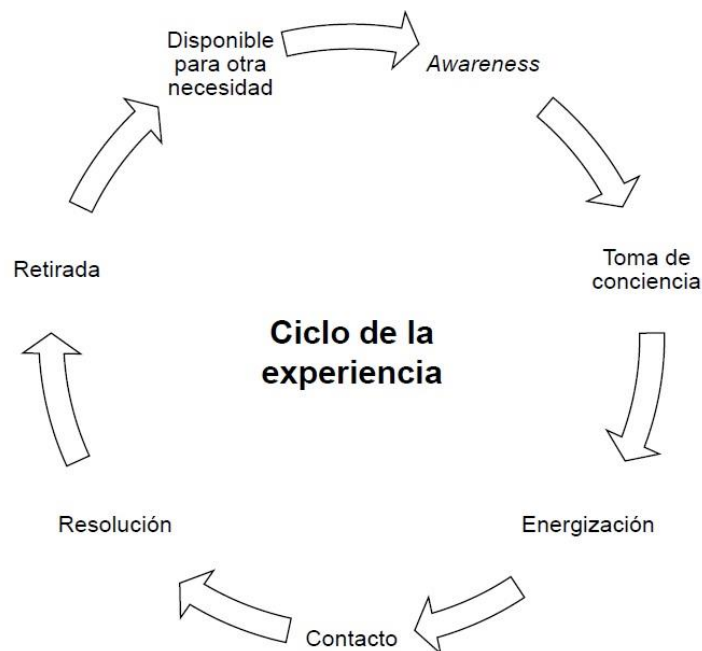 Disponible
para otra
necesidad
Awareness
Toma de
conciencia
Energización
Contacto
Resolución
Retirada
Ciclo de la
experiencia